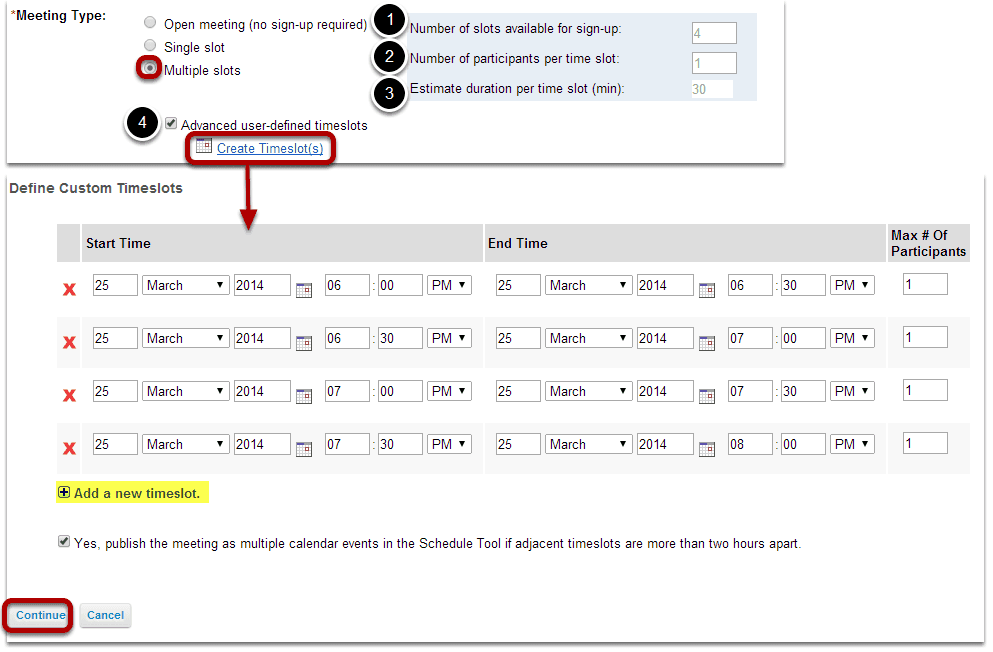 *Meeting Type:
Open meeting (no sign-up required)
Single slot
Multiple slots
1 Number of slots available for sign-up: 4
2 Number of participants per time slot: 1
3 Estimate duration per time slot (min): 30
4 Advanced user-defined timeslots
Create Timeslot(s)
Define Custom Timeslots
Start Time End Time Max # Of Participants
X 25 March 2014 06 : 00 PM 25 March 2014 06 : 30 PM 1
X 25 March 2014 06 : 30 PM 25 March 2014 07 : 00 PM 1
X 25 March 2014 07 : 00 PM 25 March 2014 07 : 30 PM 1
X 25 March 2014 07 : 30 PM 25 March 2014 08 : 00 PM 1
Add a new timeslot.
Yes, publish the meeting as multiple calendar events in the Schedule Tool if adjacent timeslots are more than two hours apart.
Continue Cancel